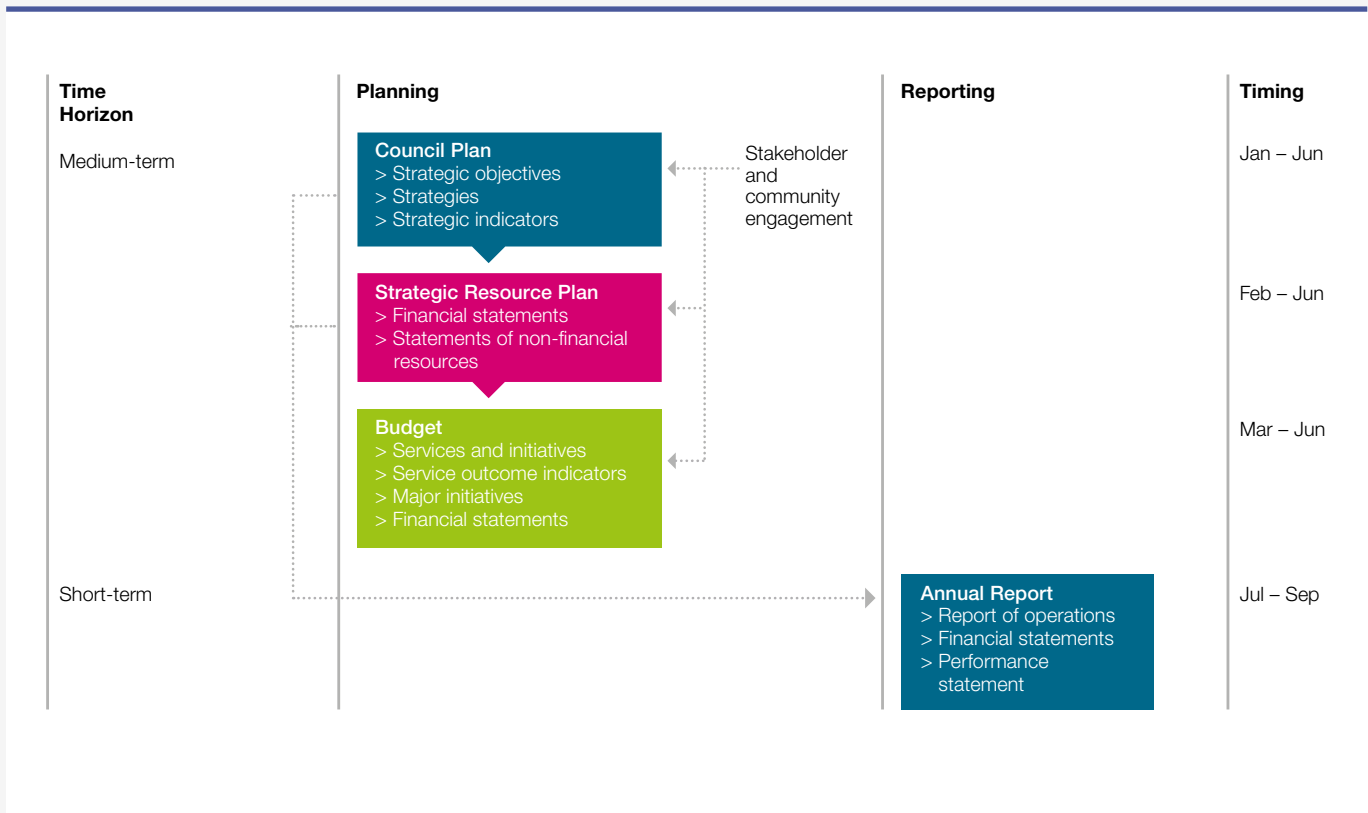 Time
Horizon
Planning
Reporting
Timing
Medium-term
Council Plan
> Strategic objectives
> Strategies
> Strategic indicators
Stakeholder
and
community
engagement
Jan – Jun
Strategic Resource Plan
> Financial statements
> Statements of non-financial
resources
Feb – Jun
Budget
> Services and initiatives
> Service outcome indicators
> Major initiatives
> Financial statements
Mar – Jun
Short-term
Annual Report
> Report of operations
> Financial statements
> Performance
statement
Jul – Sep